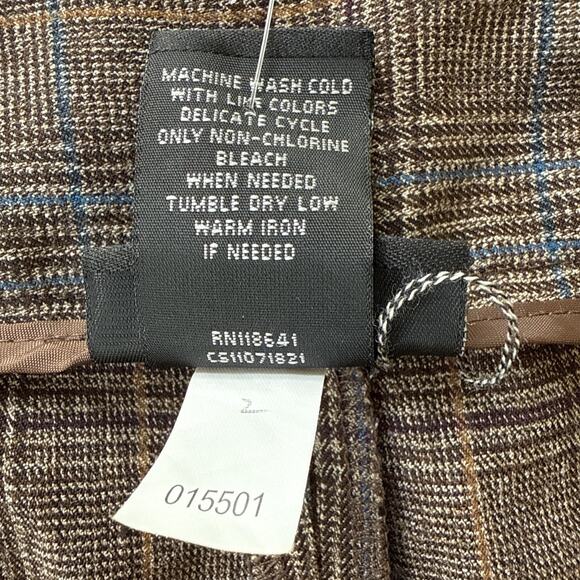 MACHINE WASH COLD
WITH LIKE COLORS
DELICATE CYCLE
ONLY NON-CHLORINE
BLEACH
WHEN NEEDED
TUMBLE DRY LOW
WARM IRON
IF NEEDED
RN118641
CS11071821
015501